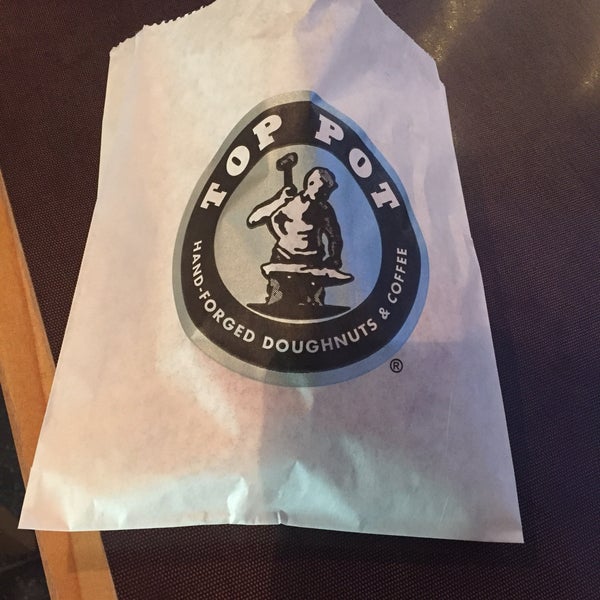 TOP POT
HAND-FORGED DOUGHNUTS & COFFEE
®